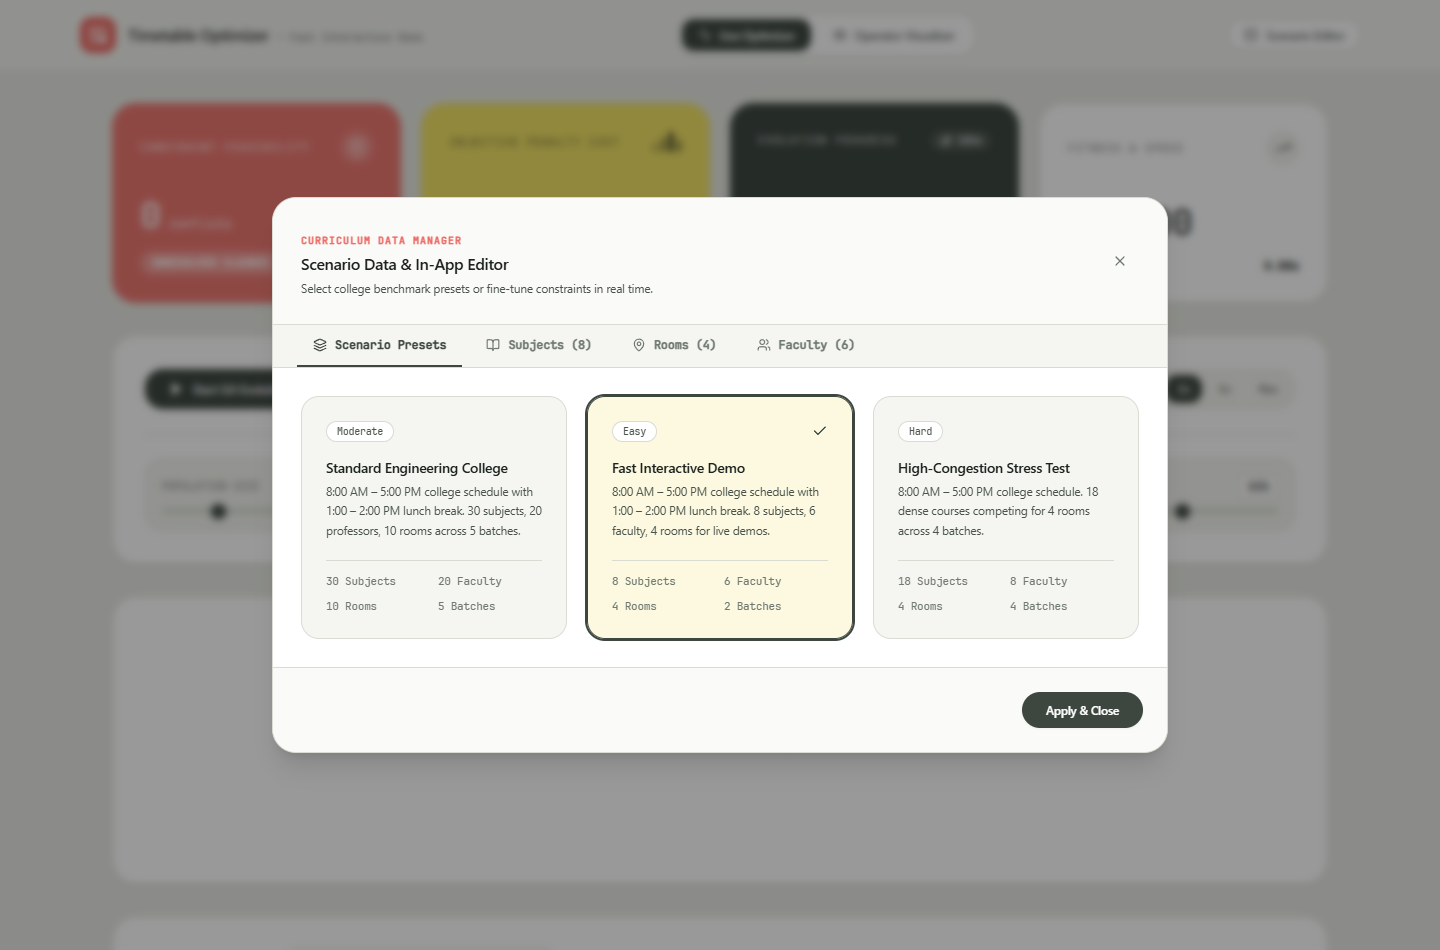 Timetable Optimizer
CURRICULUM DATA MANAGER
Scenario Data & In-App Editor
Select college benchmark presets or fine-tune constraints in real time.
Scenario Presets
Subjects (8)
Rooms (4)
Faculty (6)
Moderate
Standard Engineering College
8:00 AM – 5:00 PM college schedule with
1:00 – 2:00 PM lunch break. 30 subjects, 20
professors, 10 rooms across 5 batches.
30 Subjects
20 Faculty
10 Rooms
5 Batches
Easy
Fast Interactive Demo
8:00 AM – 5:00 PM college schedule with
1:00 – 2:00 PM lunch break. 8 subjects, 6
faculty, 4 rooms for live demos.
8 Subjects
6 Faculty
4 Rooms
2 Batches
Hard
High-Congestion Stress Test
8:00 AM – 5:00 PM college schedule. 18
dense courses competing for 4 rooms
across 4 batches.
18 Subjects
8 Faculty
4 Rooms
4 Batches
Apply & Close